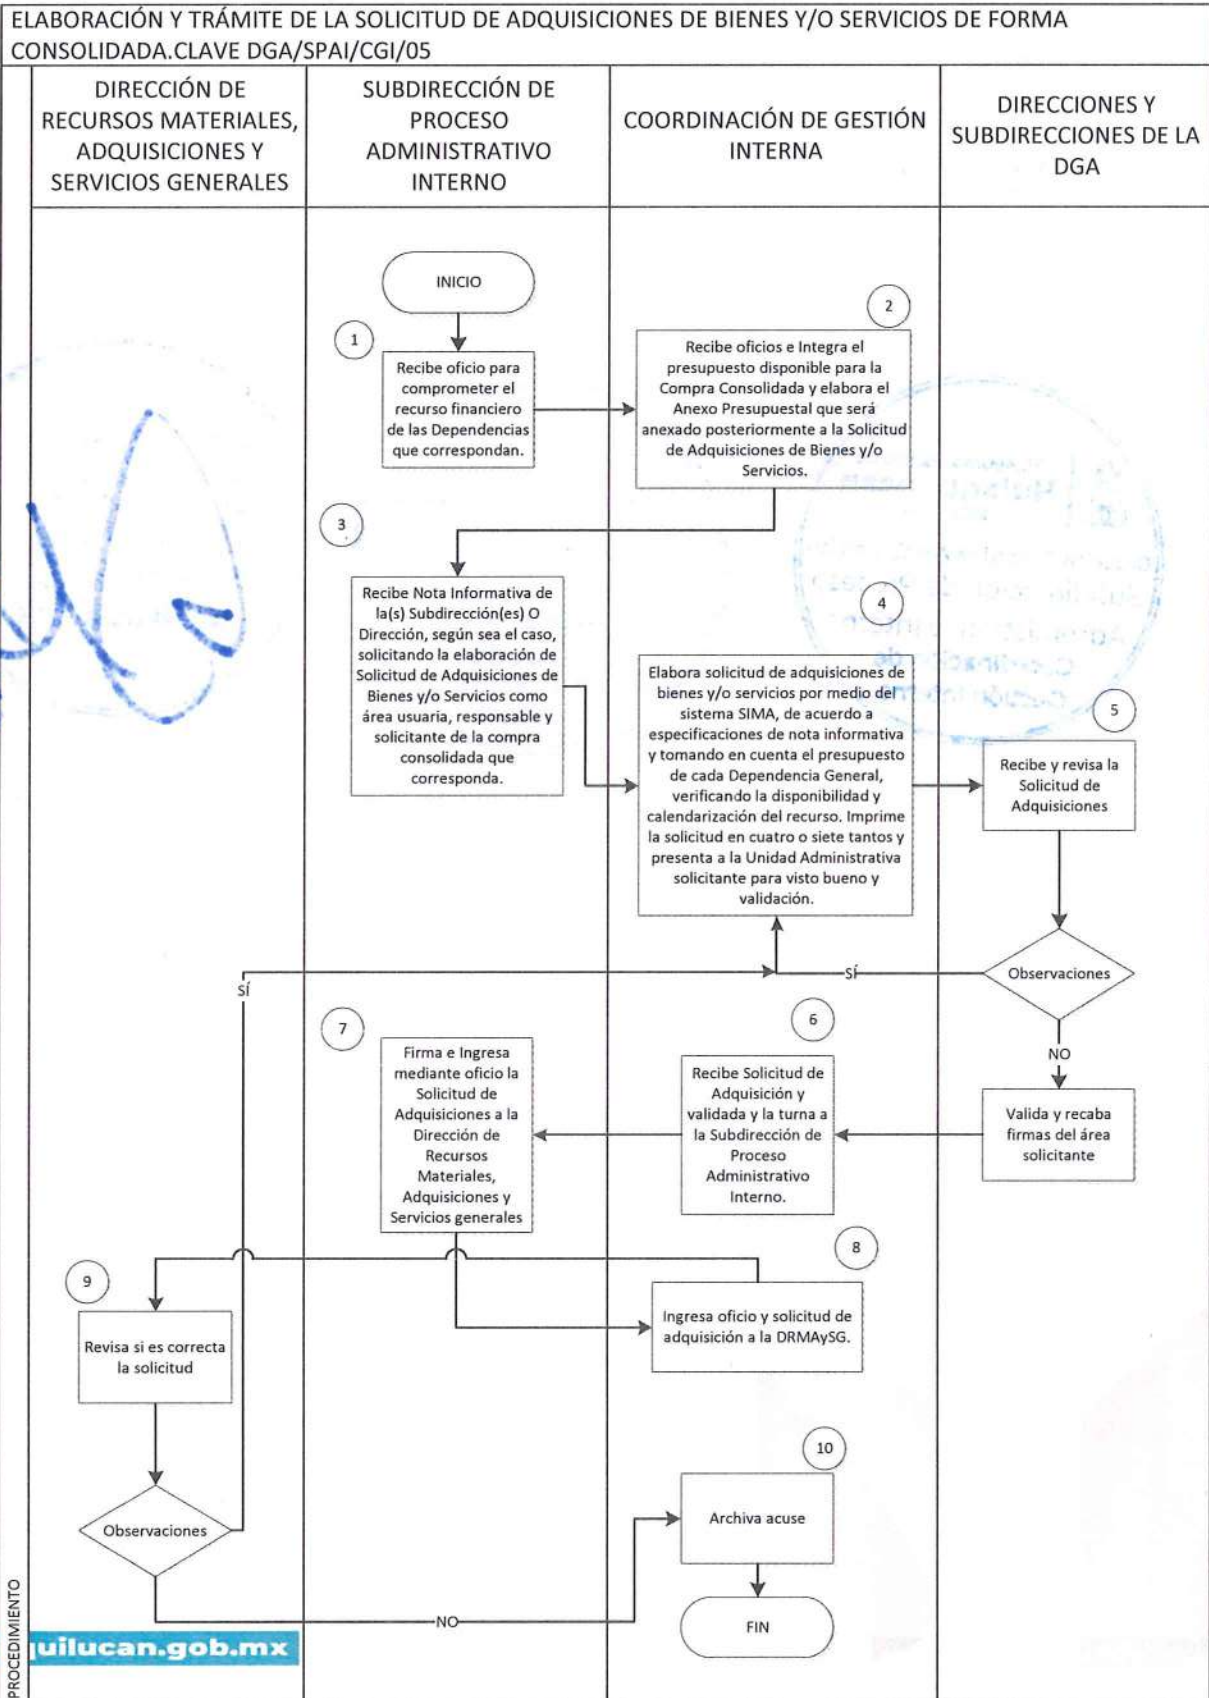 ELABORACIÓN Y TRÁMITE DE LA SOLICITUD DE ADQUISICIONES DE BIENES Y/O SERVICIOS DE FORMA
CONSOLIDADA.CLAVE DGA/SPAI/CGI/05
DIRECCIÓN DE
RECURSOS MATERIALES,
ADQUISICIONES Y
SERVICIOS GENERALES
SUBDIRECCIÓN DE
PROCESO
ADMINISTRATIVO
INTERNO
COORDINACIÓN DE GESTIÓN
INTERNA
DIRECCIONES Y
SUBDIRECCIONES DE LA
DGA
INICIO
1
Recibe oficio para
comprometer el
recurso financiero
de las Dependencias
que correspondan.
2
Recibe oficios e Integra el
presupuesto disponible para la
Compra Consolidada y elabora el
Anexo Presupuestal que será
anexado posteriormente a la Solicitud
de Adquisiciones de Bienes y/o
Servicios.
3
Recibe Nota Informativa de
la(s) Subdirección(es) O
Dirección, según sea el caso,
solicitando la elaboración de
Solicitud de Adquisiciones de
Bienes y/o Servicios como
área usuaria, responsable y
solicitante de la compra
consolidada que
corresponda.
4
Elabora solicitud de adquisiciones de
bienes y/o servicios por medio del
sistema SIMA, de acuerdo a
especificaciones de nota informativa
y tomando en cuenta el presupuesto
de cada Dependencia General,
verificando la disponibilidad y
calendarización del recurso. Imprime
la solicitud en cuatro o siete tantos y
presenta a la Unidad Administrativa
solicitante para visto bueno y
validación.
5
Recibe y revisa la
Solicitud de
Adquisiciones
Observaciones
SÍ
SÍ
NO
Valida y recaba
firmas del área
solicitante
6
Recibe Solicitud de
Adquisición y
validada y la turna a
la Subdirección de
Proceso
Administrativo
Interno.
7
Firma e Ingresa
mediante oficio la
Solicitud de
Adquisiciones a la
Dirección de
Recursos
Materiales,
Adquisiciones y
Servicios generales
8
Ingresa oficio y solicitud de
adquisición a la DRMAySG.
9
Revisa si es correcta
la solicitud
Observaciones
NO
10
Archiva acuse
FIN
PROCEDIMIENTO
uilucan.gob.mx